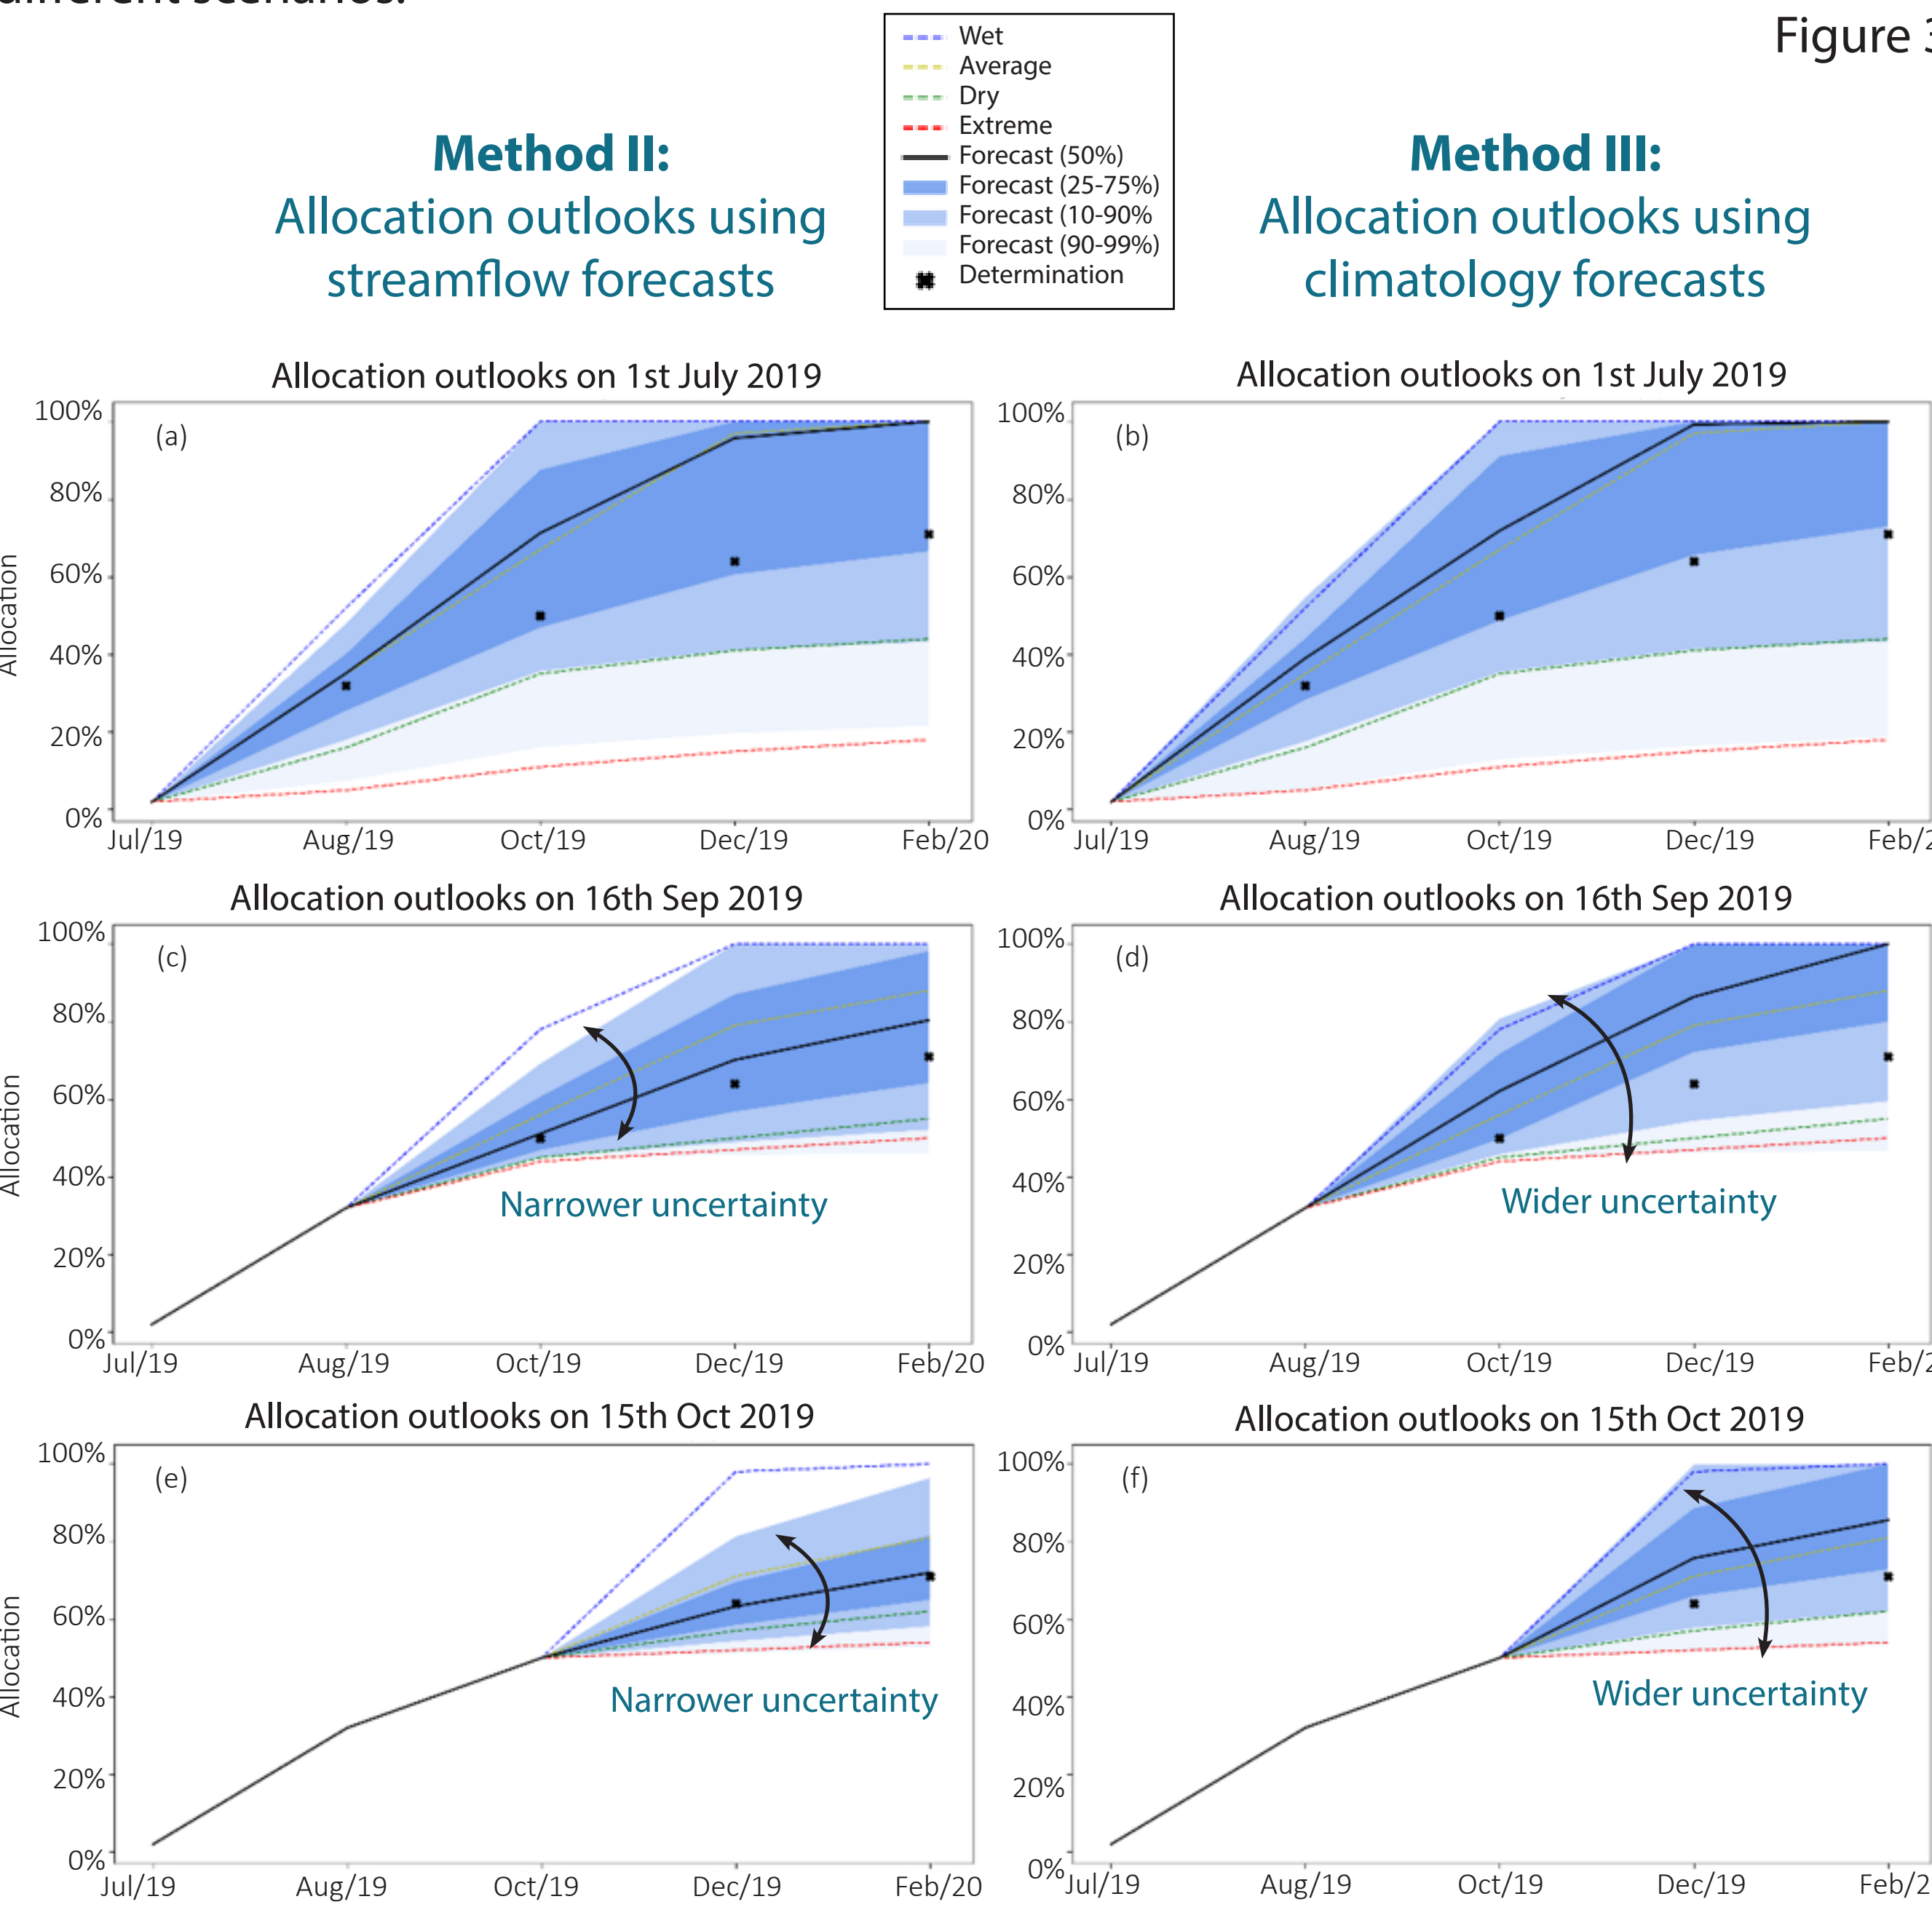 different scenarios.
Figure 3
Wet
Average
Dry
Extreme
Forecast (50%)
Forecast (25-75%)
Forecast (10-90%
Forecast (90-99%)
Determination
Method II:
Allocation outlooks using
streamflow forecasts
Method III:
Allocation outlooks using
climatology forecasts
Allocation outlooks on 1st July 2019
(a)
100%
80%
60%
40%
20%
0%
Allocation
Jul/19 Aug/19 Oct/19 Dec/19 Feb/20
Allocation outlooks on 1st July 2019
(b)
100%
80%
60%
40%
20%
0%
Jul/19 Aug/19 Oct/19 Dec/19 Feb/2
Allocation outlooks on 16th Sep 2019
(c)
100%
80%
60%
40%
20%
0%
Allocation
Narrower uncertainty
Jul/19 Aug/19 Oct/19 Dec/19 Feb/20
Allocation outlooks on 16th Sep 2019
(d)
100%
80%
60%
40%
20%
0%
Wider uncertainty
Jul/19 Aug/19 Oct/19 Dec/19 Feb/2
Allocation outlooks on 15th Oct 2019
(e)
100%
80%
60%
40%
20%
0%
Allocation
Narrower uncertainty
Jul/19 Aug/19 Oct/19 Dec/19 Feb/20
Allocation outlooks on 15th Oct 2019
(f)
100%
80%
60%
40%
20%
0%
Wider uncertainty
Jul/19 Aug/19 Oct/19 Dec/19 Feb/2